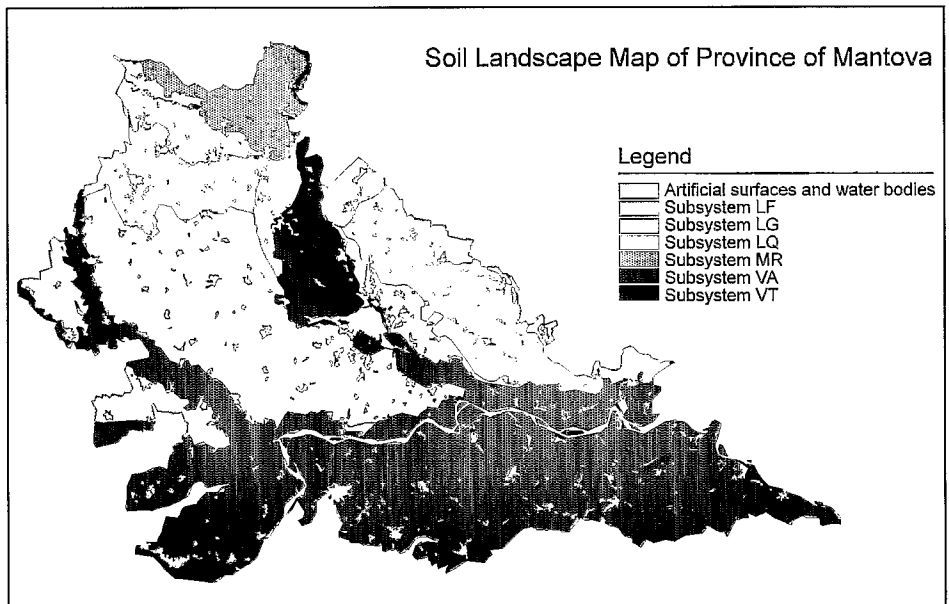 Soil Landscape Map of Province of Mantova
Legend
Artificial surfaces and water bodies
Subsystem LF
Subsystem LG
Subsystem LQ
Subsystem MR
Subsystem VA
Subsystem VT